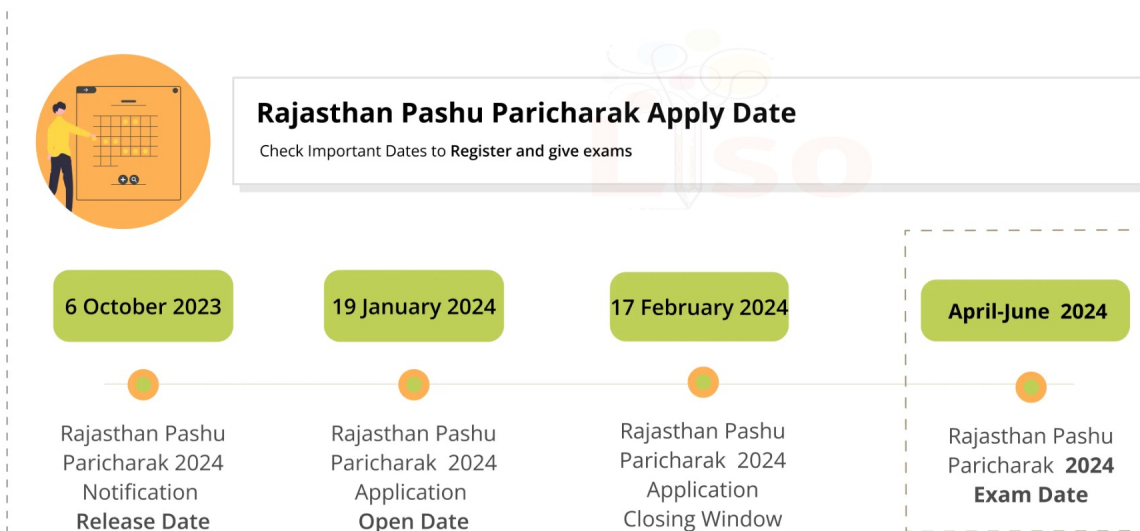 Rajasthan Pashu Paricharak Apply Date
Check Important Dates to Register and give exams
Liso
6 October 2023
Rajasthan Pashu
Paricharak 2024
Notification
Release Date
19 January 2024
Rajasthan Pashu
Paricharak 2024
Application
Open Date
17 February 2024
Rajasthan Pashu
Paricharak 2024
Application
Closing Window
April-June 2024
Rajasthan Pashu
Paricharak 2024
Exam Date